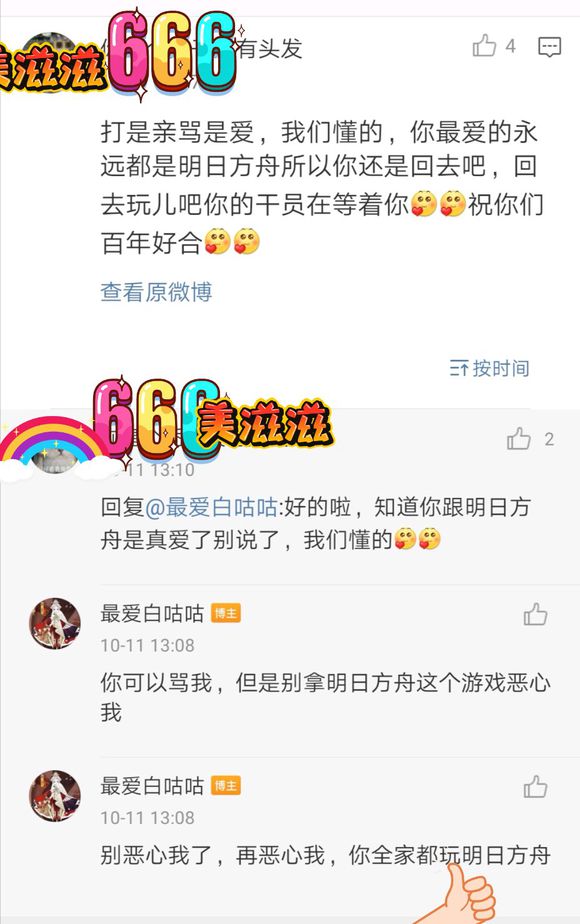 美滋滋
666
有头发
4
打是亲骂是爱，我们懂的，你最爱的永
远都是明日方舟所以你还是回去吧，回
去玩儿吧你的干员在等着你祝你们
百年好合
查看原微博
按时间
666
美滋滋
2
11 13:10
回复@最爱白咕咕:好的啦，知道你跟明日方
舟是真爱了别说了，我们懂的
最爱白咕咕 博主
10-11 13:08
你可以骂我，但是别拿明日方舟这个游戏恶心
我
最爱白咕咕 博主
10-11 13:08
别恶心我了，再恶心我，你全家都玩明日方舟